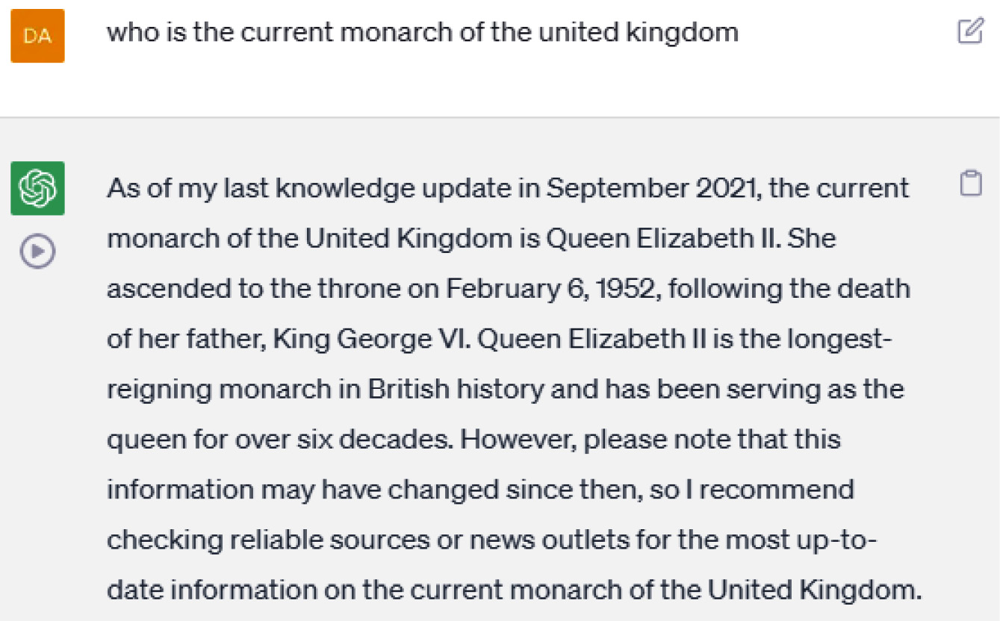 DA
who is the current monarch of the united kingdom
As of my last knowledge update in September 2021, the current
monarch of the United Kingdom is Queen Elizabeth II. She
ascended to the throne on February 6, 1952, following the death
of her father, King George VI. Queen Elizabeth II is the longest-
reigning monarch in British history and has been serving as the
queen for over six decades. However, please note that this
information may have changed since then, so I recommend
checking reliable sources or news outlets for the most up-to-
date information on the current monarch of the United Kingdom.